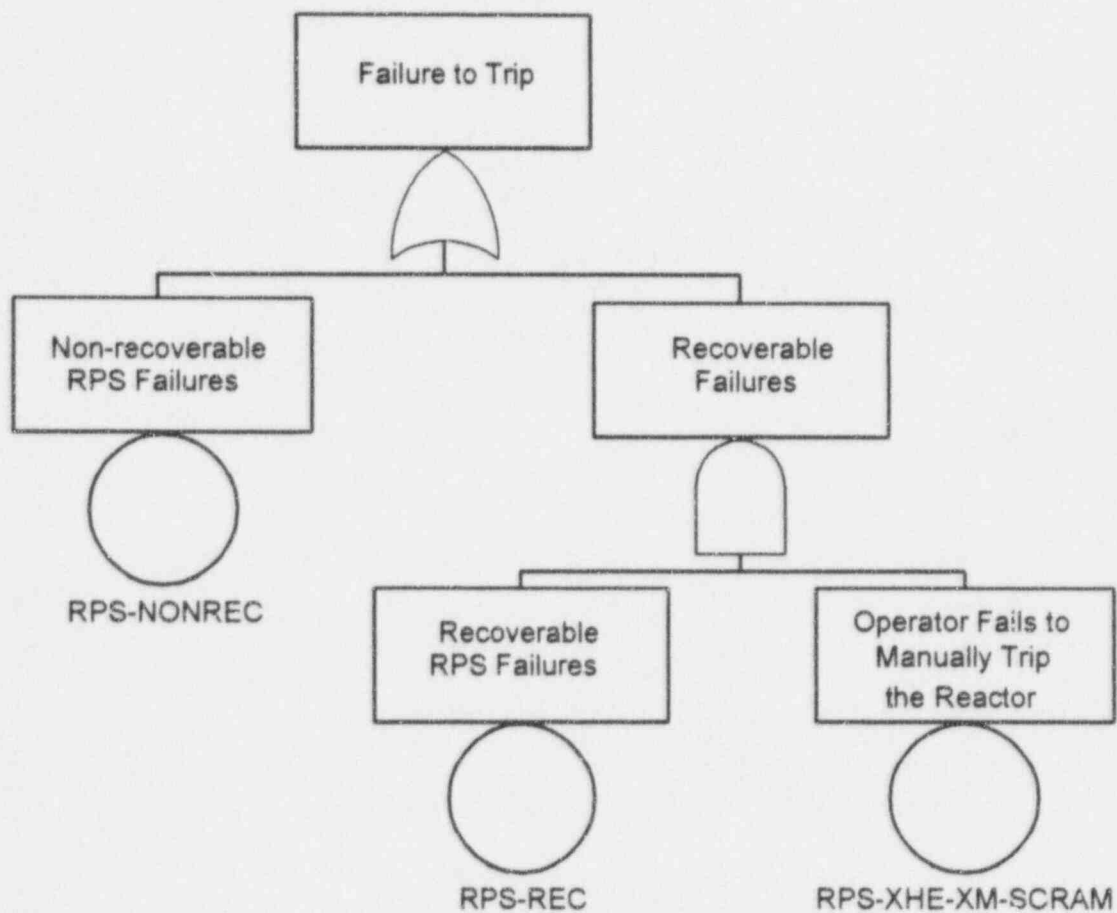 Failure to Trip
Non-recoverable
RPS Failures
Recoverable
Failures
RPS-NONREC
Recoverable
RPS Failures
Operator Fails to
Manually Trip
the Reactor
RPS-REC
RPS-XHE-XM-SCRAM